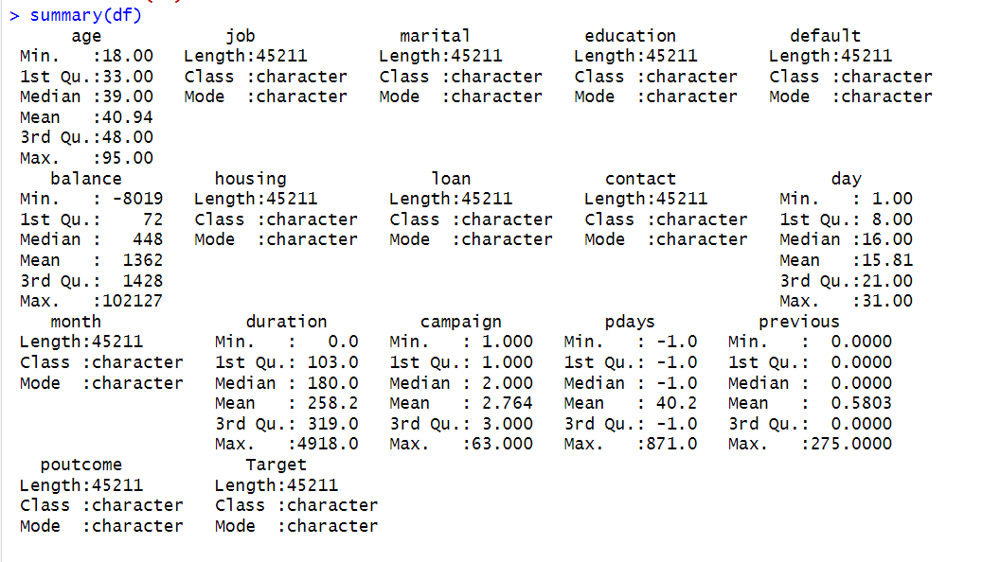 > summary(df)
age job marital education default
Min. :18.00 Length:45211 Length:45211 Length:45211 Length:45211
1st Qu.:33.00 Class :character Class :character Class :character Class :character
Median :39.00 Mode :character Mode :character Mode :character Mode :character
Mean :40.94
3rd Qu.:48.00
Max. :95.00
balance housing loan contact day
Min. : -8019 Length:45211 Length:45211 Length:45211 Min. : 1.00
1st Qu.: 72 Class :character Class :character Class :character 1st Qu.: 8.00
Median : 448 Mode :character Mode :character Mode :character Median :16.00
Mean : 1362 Mean :15.81
3rd Qu.: 1428 3rd Qu.:21.00
Max. :102127 Max. :31.00
month duration campaign pdays previous
Length:45211 Min. : 0.0 Min. : 1.000 Min. : -1.0 Min. : 0.0000
Class :character 1st Qu.: 103.0 1st Qu.: 1.000 1st Qu.: -1.0 1st Qu.: 0.0000
Mode :character Median : 180.0 Median : 2.000 Median : -1.0 Median : 0.0000
Mean : 258.2 Mean : 2.764 Mean : 40.2 Mean : 0.5803
3rd Qu.: 319.0 3rd Qu.: 3.000 3rd Qu.: -1.0 3rd Qu.: 0.0000
Max. :4918.0 Max. :63.000 Max. :871.0 Max. :275.0000
poutcome Target
Length:45211 Length:45211
Class :character Class :character
Mode :character Mode :character